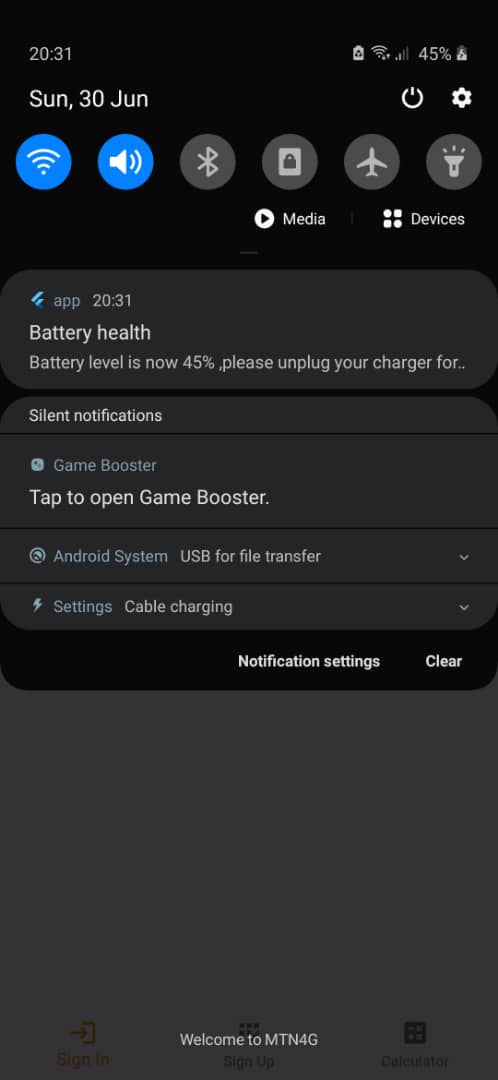 20:31 45%
Sun, 30 Jun
Media Devices
app 20:31
Battery health
Battery level is now 45% ,please unplug your charger for..
Silent notifications
Game Booster
Tap to open Game Booster.
Android System USB for file transfer
Settings Cable charging
Notification settings Clear
Welcome to MTN4G
Sign In Sign Up Calculator